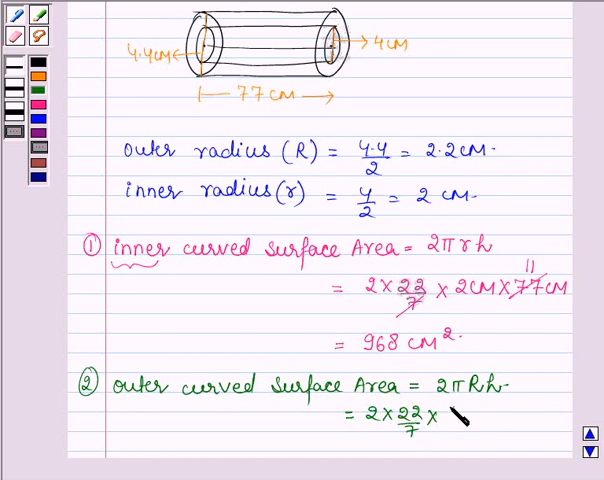 4.4cm
4cm
77cm
outer radius (R) = 4.4/2 = 2.2cm.
inner radius (r) = 4/2 = 2 cm.
① inner curved surface Area = 2πrh
= 2 × 22/7 × 2cm × 77cm 11
= 968 cm².
② outer curved surface Area = 2πRh
= 2 × 22/7 ×